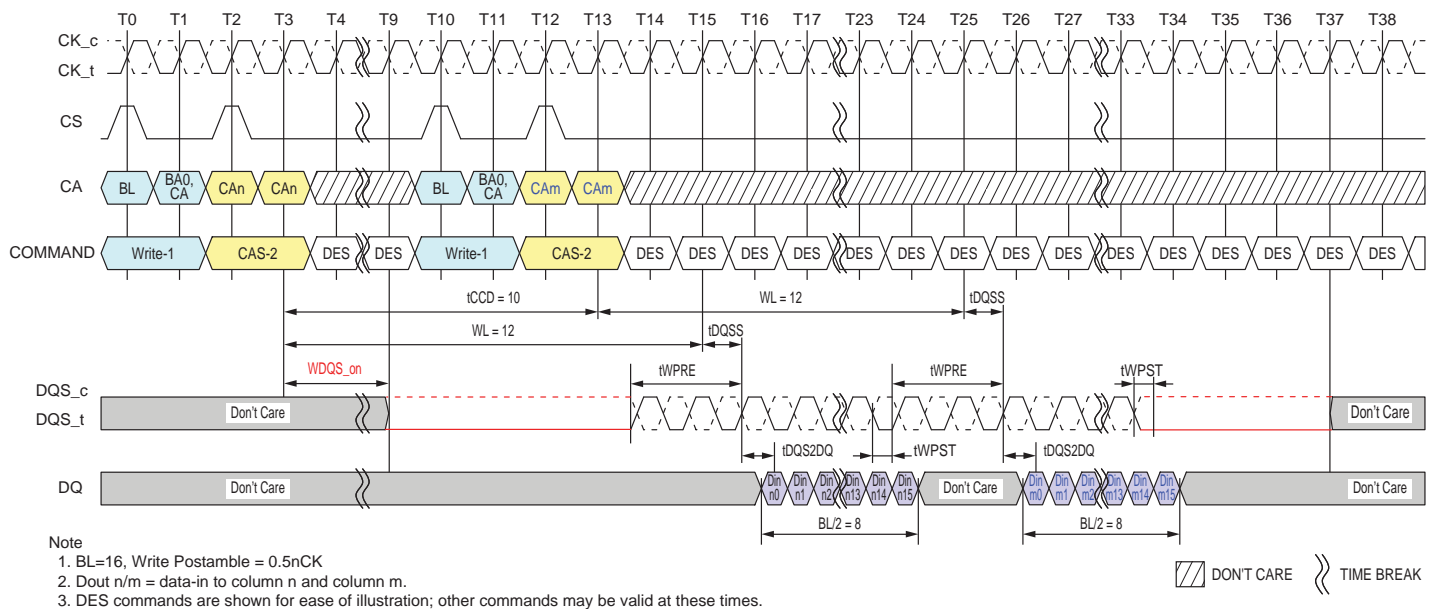 T0 T1 T2 T3 T4 T9 T10 T11 T12 T13 T14 T15 T16 T17 T23 T24 T25 T26 T27 T33 T34 T35 T36 T37 T38
CK_c
CK_t
CS
CA BL BA0, CA CAn CAn BL BA0, CA CAm CAm
COMMAND Write-1 CAS-2 DES DES Write-1 CAS-2 DES DES DES DES DES DES DES DES DES DES DES DES DES DES DES
tCCD = 10 WL = 12 tDQSS
WL = 12 tDQSS
WDQS_on tWPRE tWPRE tWPST
DQS_c
DQS_t Don't Care Don't Care
tDQS2DQ tWPST tDQS2DQ
DQ Don't Care Din n0 Din n1 Din n2 Din n13 Din n14 Din n15 Don't Care Din m0 Din m1 Din m2 Din m13 Din m14 Din m15 Don't Care
BL/2 = 8 BL/2 = 8
Note
1. BL=16, Write Postamble = 0.5nCK
2. Dout n/m = data-in to column n and column m.
3. DES commands are shown for ease of illustration; other commands may be valid at these times.
DON'T CARE TIME BREAK